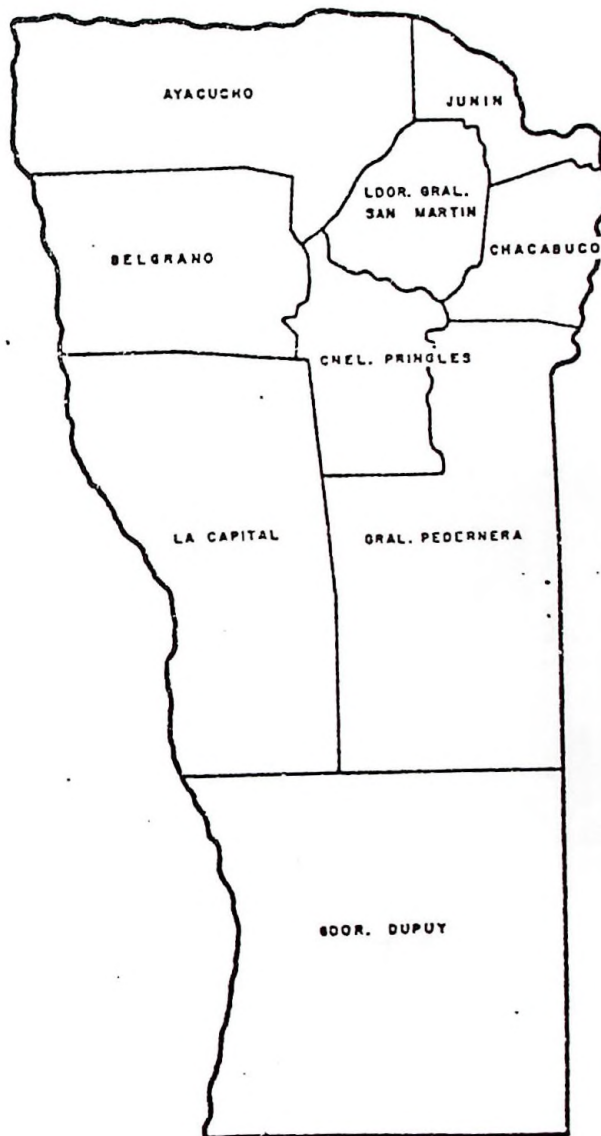 AYACUCHO
JUNIN
LDOR. GRAL.
SAN MARTIN
CHACABUCO
BELGRANO
CNEL. PRINGLES
LA CAPITAL
GRAL. PEDERNERA
GDOR. DUPUY